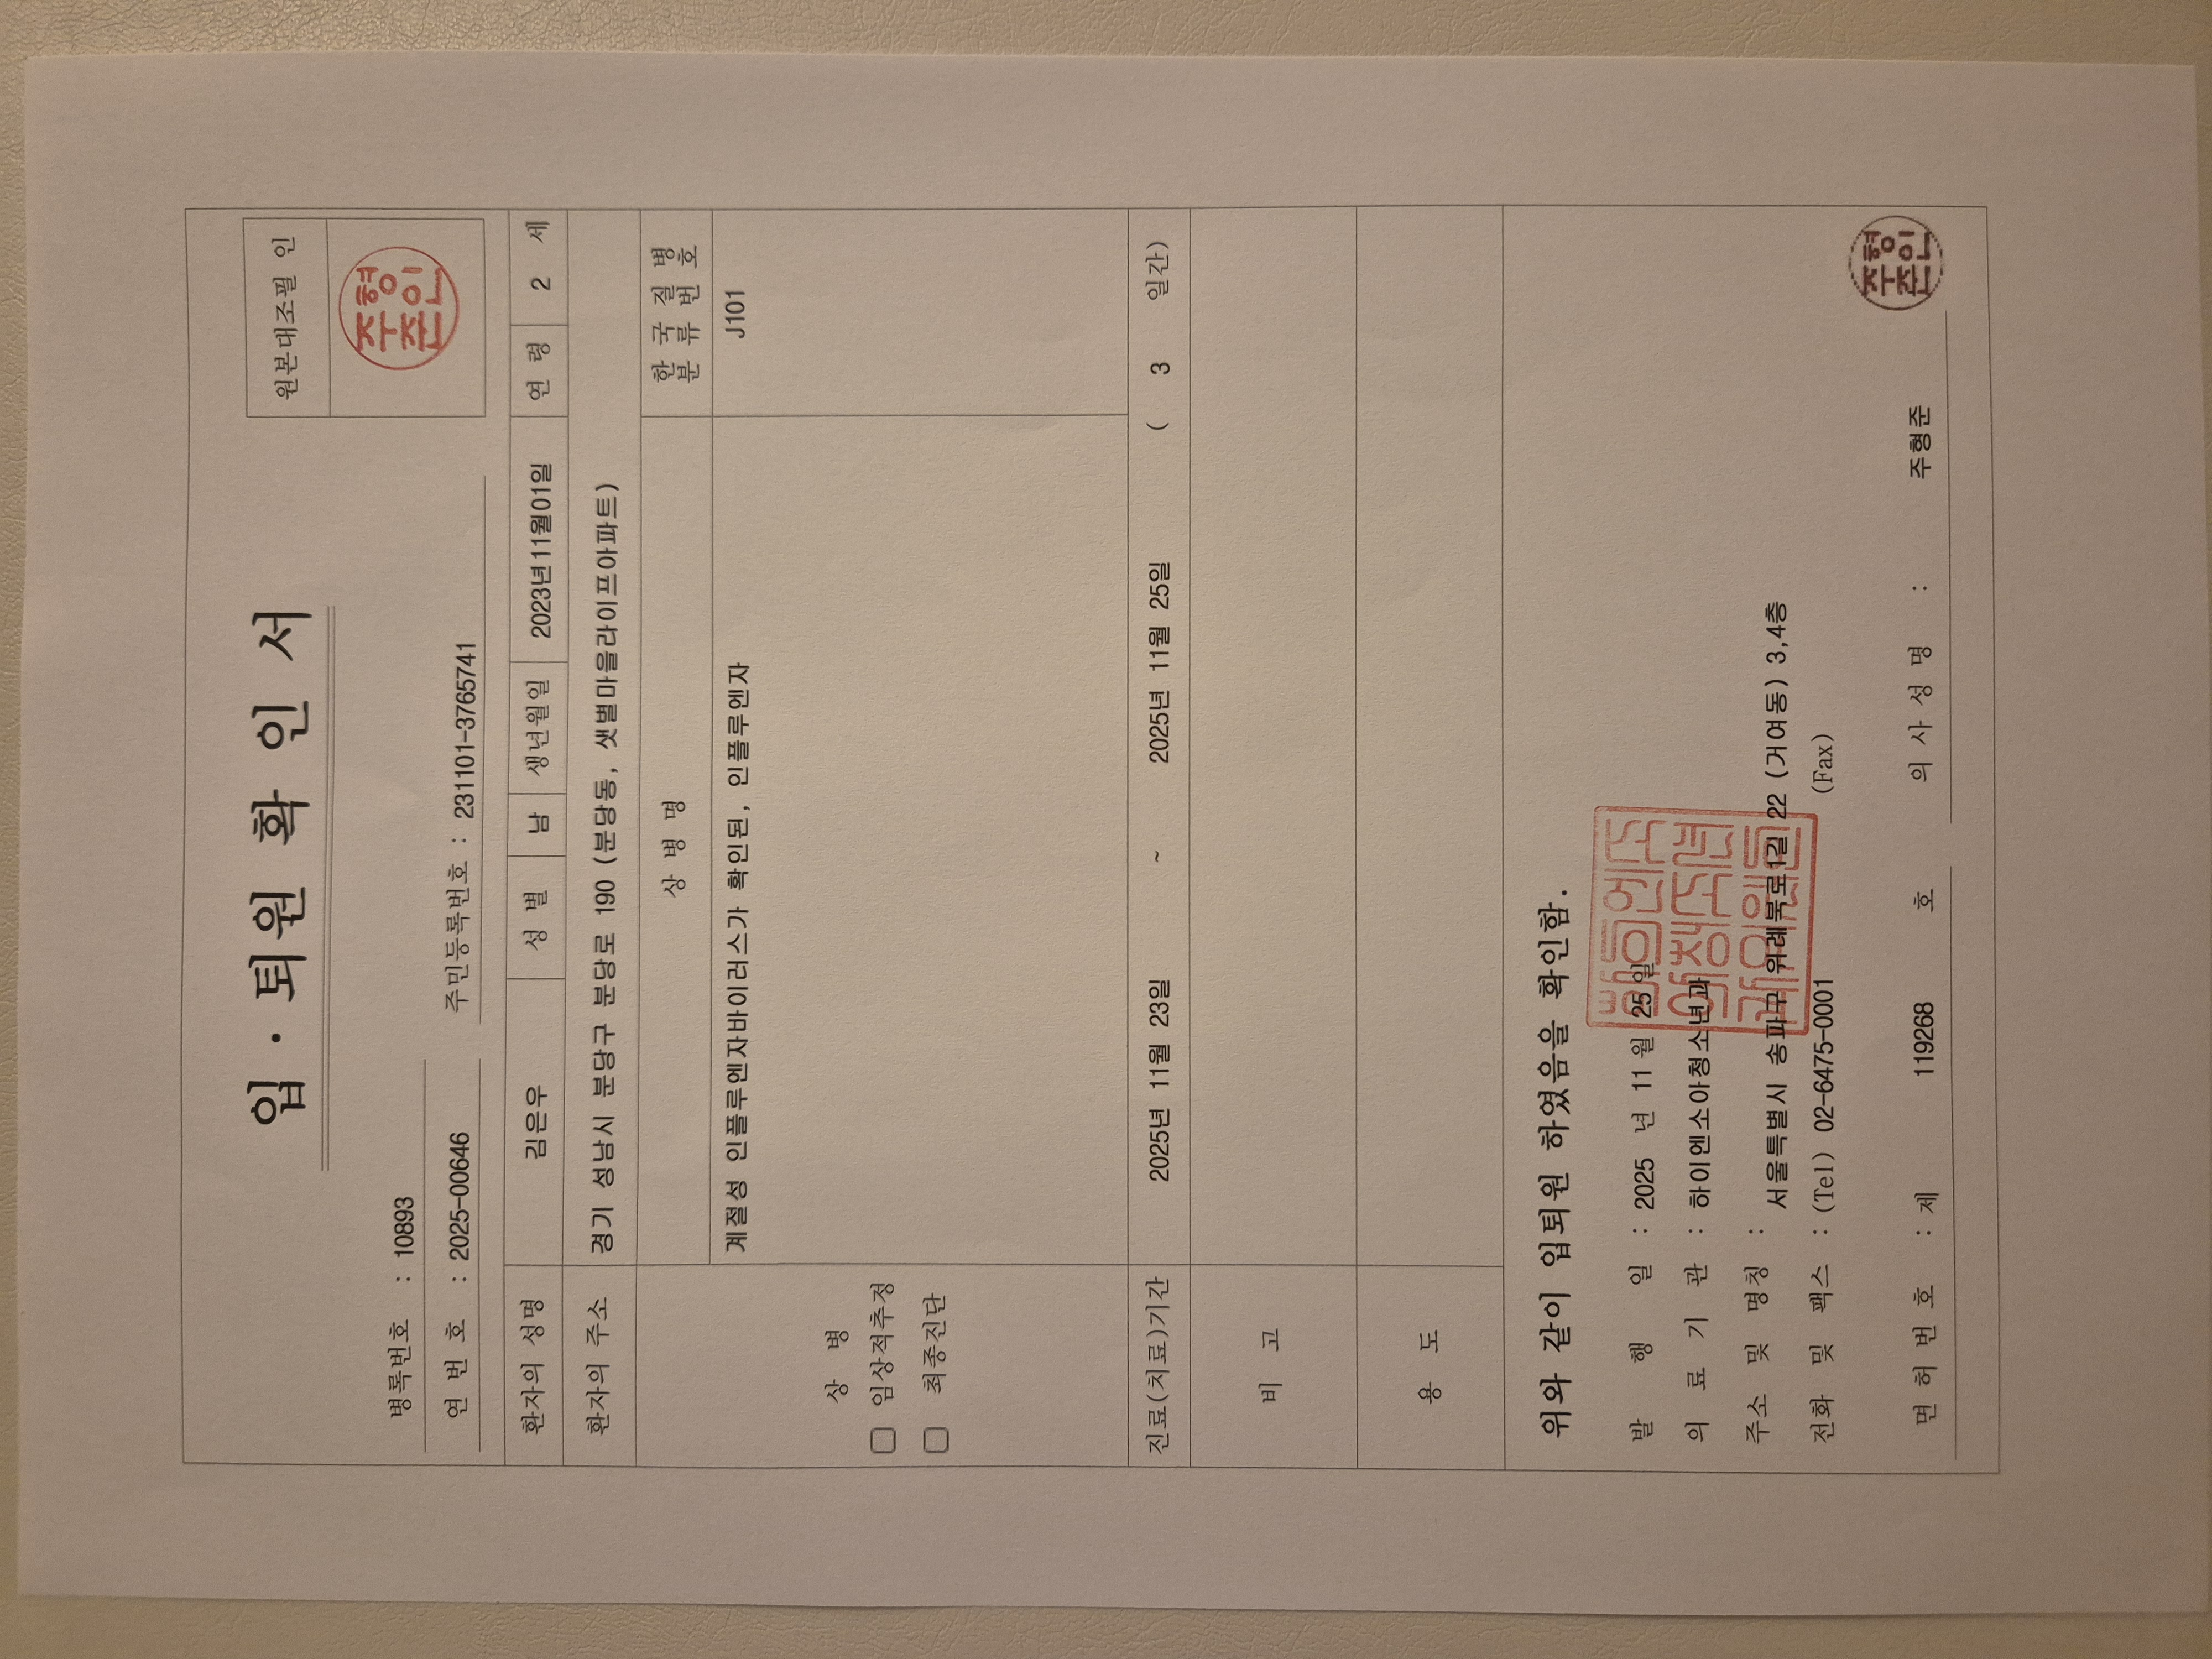 입 · 퇴 원 확 인 서
원본대조필 인
주형
준인
병록번호 : 10893
연 번 호 : 2025-00646
주민등록번호 : 231101-3765741
환자의 성명 김은우 성 별 남 생년월일 2023년11월01일 연 령 2 세
환자의 주소 경기 성남시 분당구 분당로 190 (분당동, 샛별마을라이프아파트)
상 병 상 병 명 한 국 질 병
분 류 번 호
임상적추정
최종진단
계절성 인플루엔자바이러스가 확인된, 인플루엔자 J101
진료(치료)기간 2025년 11월 23일 ~ 2025년 11월 25일 ( 3 일간)
비 고
용 도
위와 같이 입퇴원 하였음을 확인함.
발 행 일 : 2025 년 11 월 25 일
의 료 기 관 : 하이엔소아청소년과
주소 및 명칭 : 서울특별시 송파구 위례북로1길 22 (거여동) 3,4층
전화 및 팩스 : (Tel) 02-6475-0001 (Fax)
면 허 번 호 : 제 119268 호 의 사 성 명 : 주형준
주형
준인